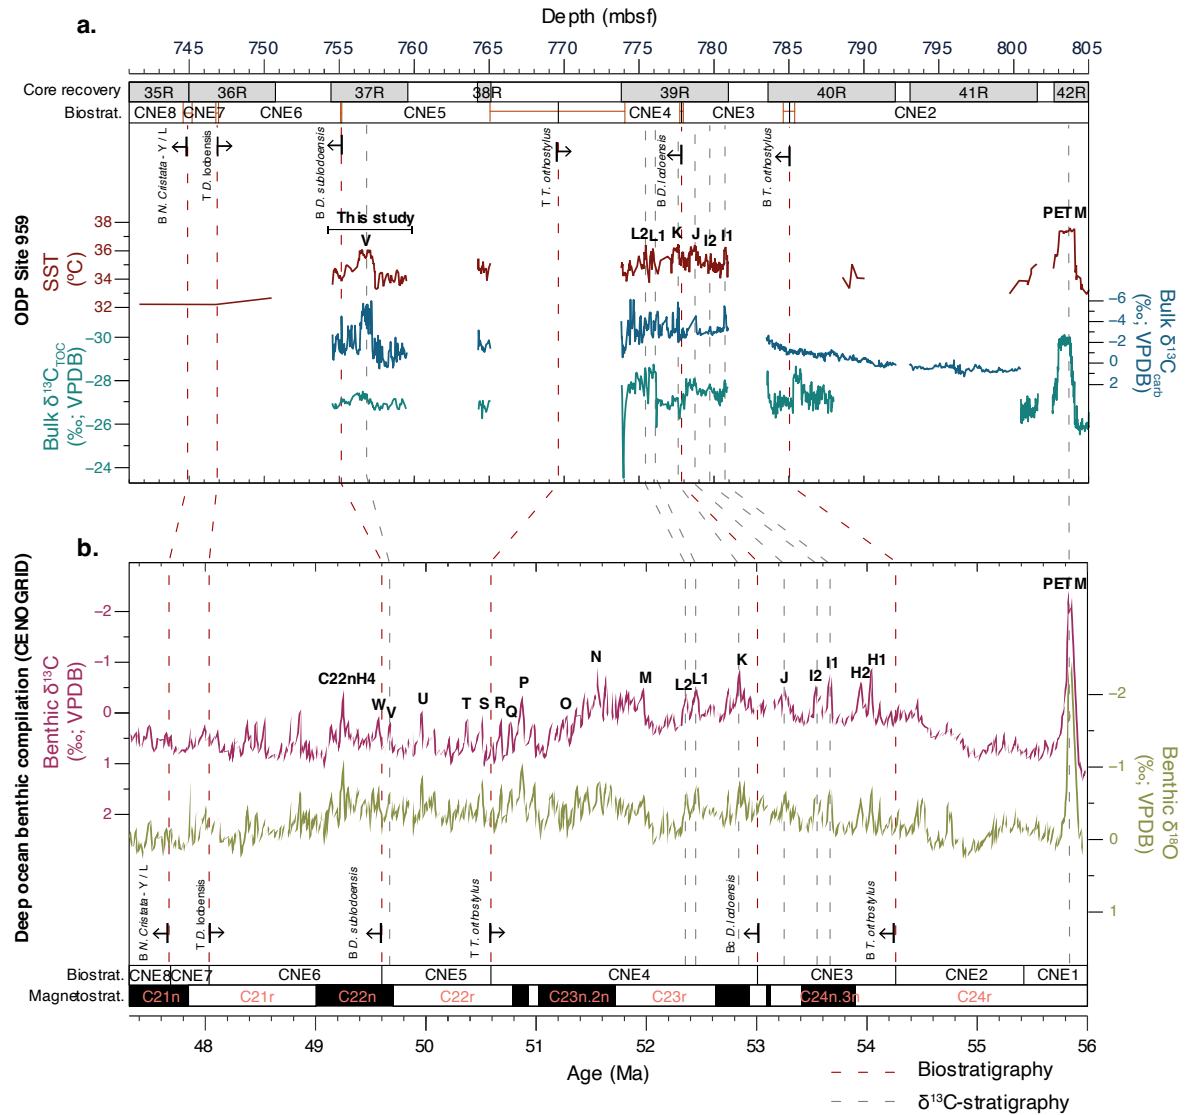 a.
Depth (mbsf)
745 750 755 760 765 770 775 780 785 790 795 800 805
Core recovery
35R 36R 37R 38R 39R 40R 41R 42R
Biostrat.
CNE8 CNE7 CNE6 CNE5 CNE4 CNE3 CNE2
B N. Cristata - Y / L
T D. lodoensis
B D. sublodoensis
T T. orthostylus
B D. lodoensis
B T. orthostylus
This study
V
L2 L1 K J I2 I1
PETM
ODP Site 959
SST
(ºC)
38
36
34
32
Bulk δ13CTOC
(‰; VPDB)
−30
−28
−26
−24
Bulk δ13Ccarb
(‰; VPDB)
−6
−4
−2
0
2
b.
Deep ocean benthic compilation (CENOGRID)
Benthic δ13C
(‰; VPDB)
−2
−1
0
1
2
Benthic δ18O
(‰; VPDB)
−2
−1
0
1
C22nH4 W V U T S R Q P O N M L2 L1 K J I2 I1 H2 H1
PETM
B N. Cristata - Y / L
T D. lodoensis
B D. sublodoensis
T T. orthostylus
Bc D. lodoensis
B T. orthostylus
Biostrat.
CNE8 CNE7 CNE6 CNE5 CNE4 CNE3 CNE2 CNE1
Magnetostrat.
C21n C21r C22n C22r C23n.2n C23r C24n.3n C24r
48 49 50 51 52 53 54 55 56
Age (Ma)
Biostratigraphy
δ13C-stratigraphy